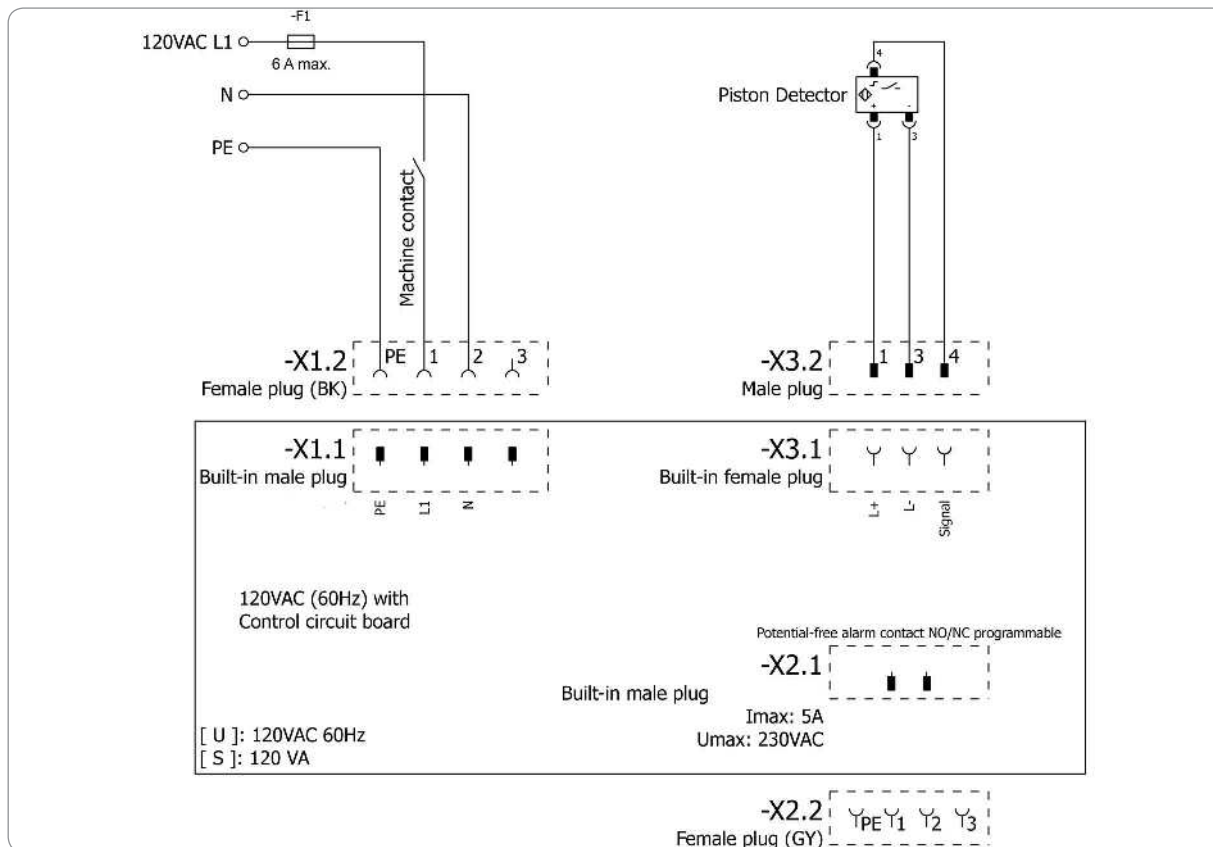 -F1
120VAC L1
6 A max.
N
PE
Machine contact
4
Piston Detector
+ -
1 3
-X1.2 PE 1 2 3
Female plug (BK)
-X3.2 1 3 4
Male plug
-X1.1
Built-in male plug
PE L1 N
-X3.1
Built-in female plug
L+ L- Signal
120VAC (60Hz) with
Control circuit board
Potential-free alarm contact NO/NC programmable
-X2.1
Built-in male plug
Imax: 5A
Umax: 230VAC
[ U ]: 120VAC 60Hz
[ S ]: 120 VA
-X2.2 PE 1 2 3
Female plug (GY)